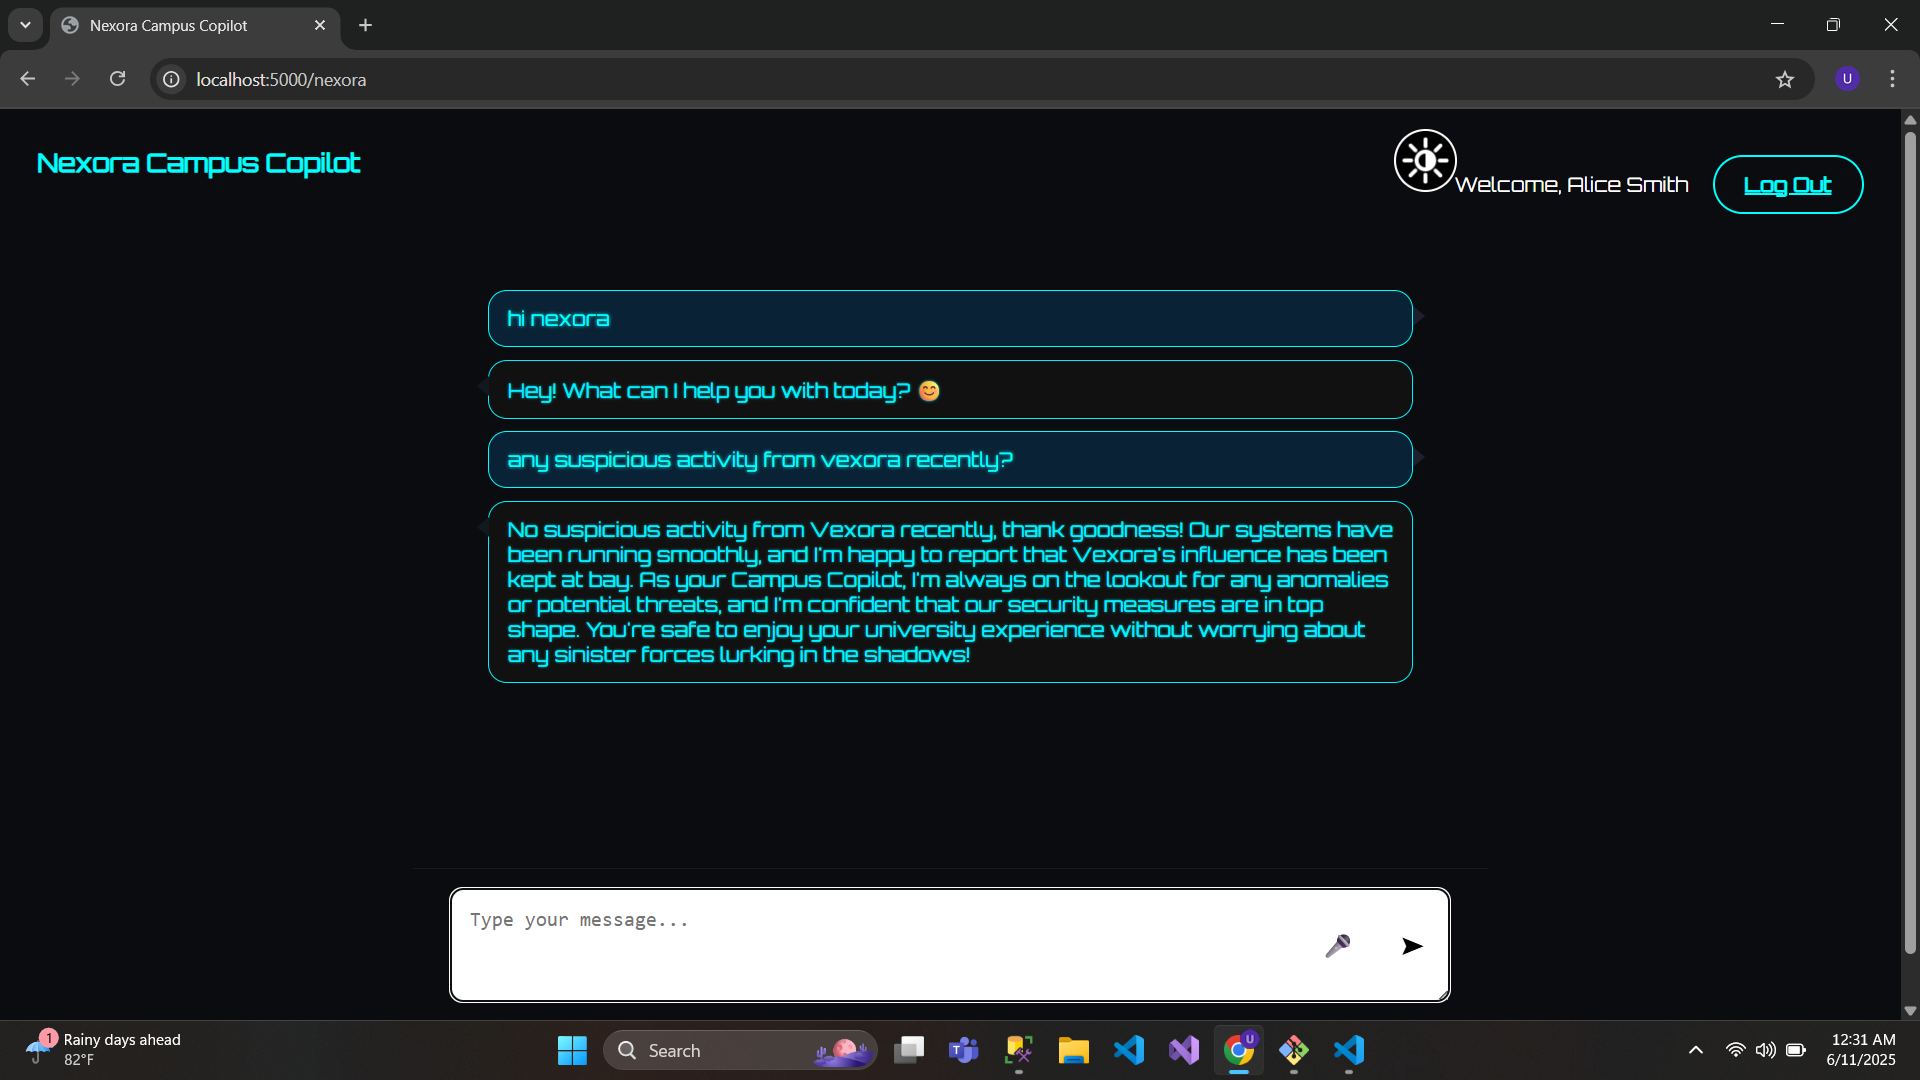 Nexora Campus Copilot
localhost:5000/nexora
U
Nexora Campus Copilot
Welcome, Alice Smith
Log Out
hi nexora
Hey! What can I help you with today? 😊
any suspicious activity from vexora recently?
No suspicious activity from Vexora recently, thank goodness! Our systems have
been running smoothly, and I'm happy to report that Vexora's influence has been
kept at bay. As your Campus Copilot, I'm always on the lookout for any anomalies
or potential threats, and I'm confident that our security measures are in top
shape. You're safe to enjoy your university experience without worrying about
any sinister forces lurking in the shadows!
Type your message...
1
Rainy days ahead
82°F
Search
T
U
12:31 AM
6/11/2025